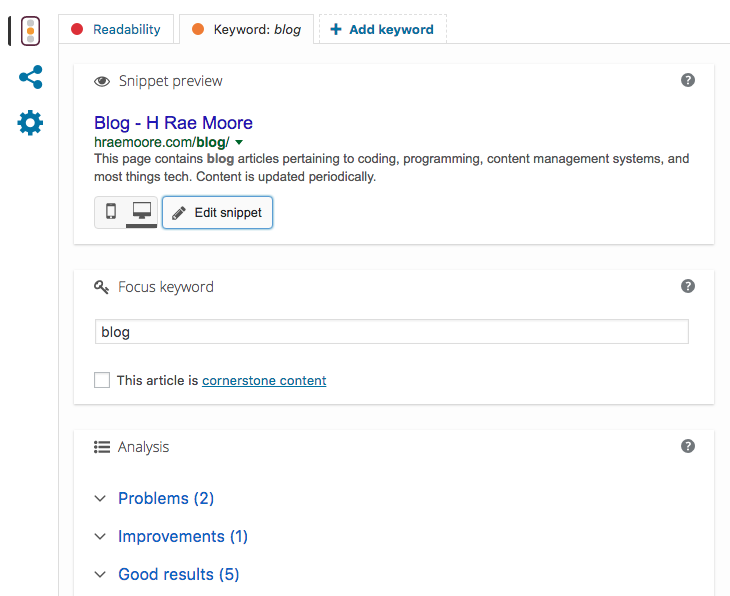 Readability
Keyword: blog
+ Add keyword
Snippet preview
?
Blog - H Rae Moore
hraemoore.com/blog/
This page contains blog articles pertaining to coding, programming, content management systems, and
most things tech. Content is updated periodically.
Edit snippet
Focus keyword
?
blog
This article is cornerstone content
Analysis
?
Problems (2)
Improvements (1)
Good results (5)